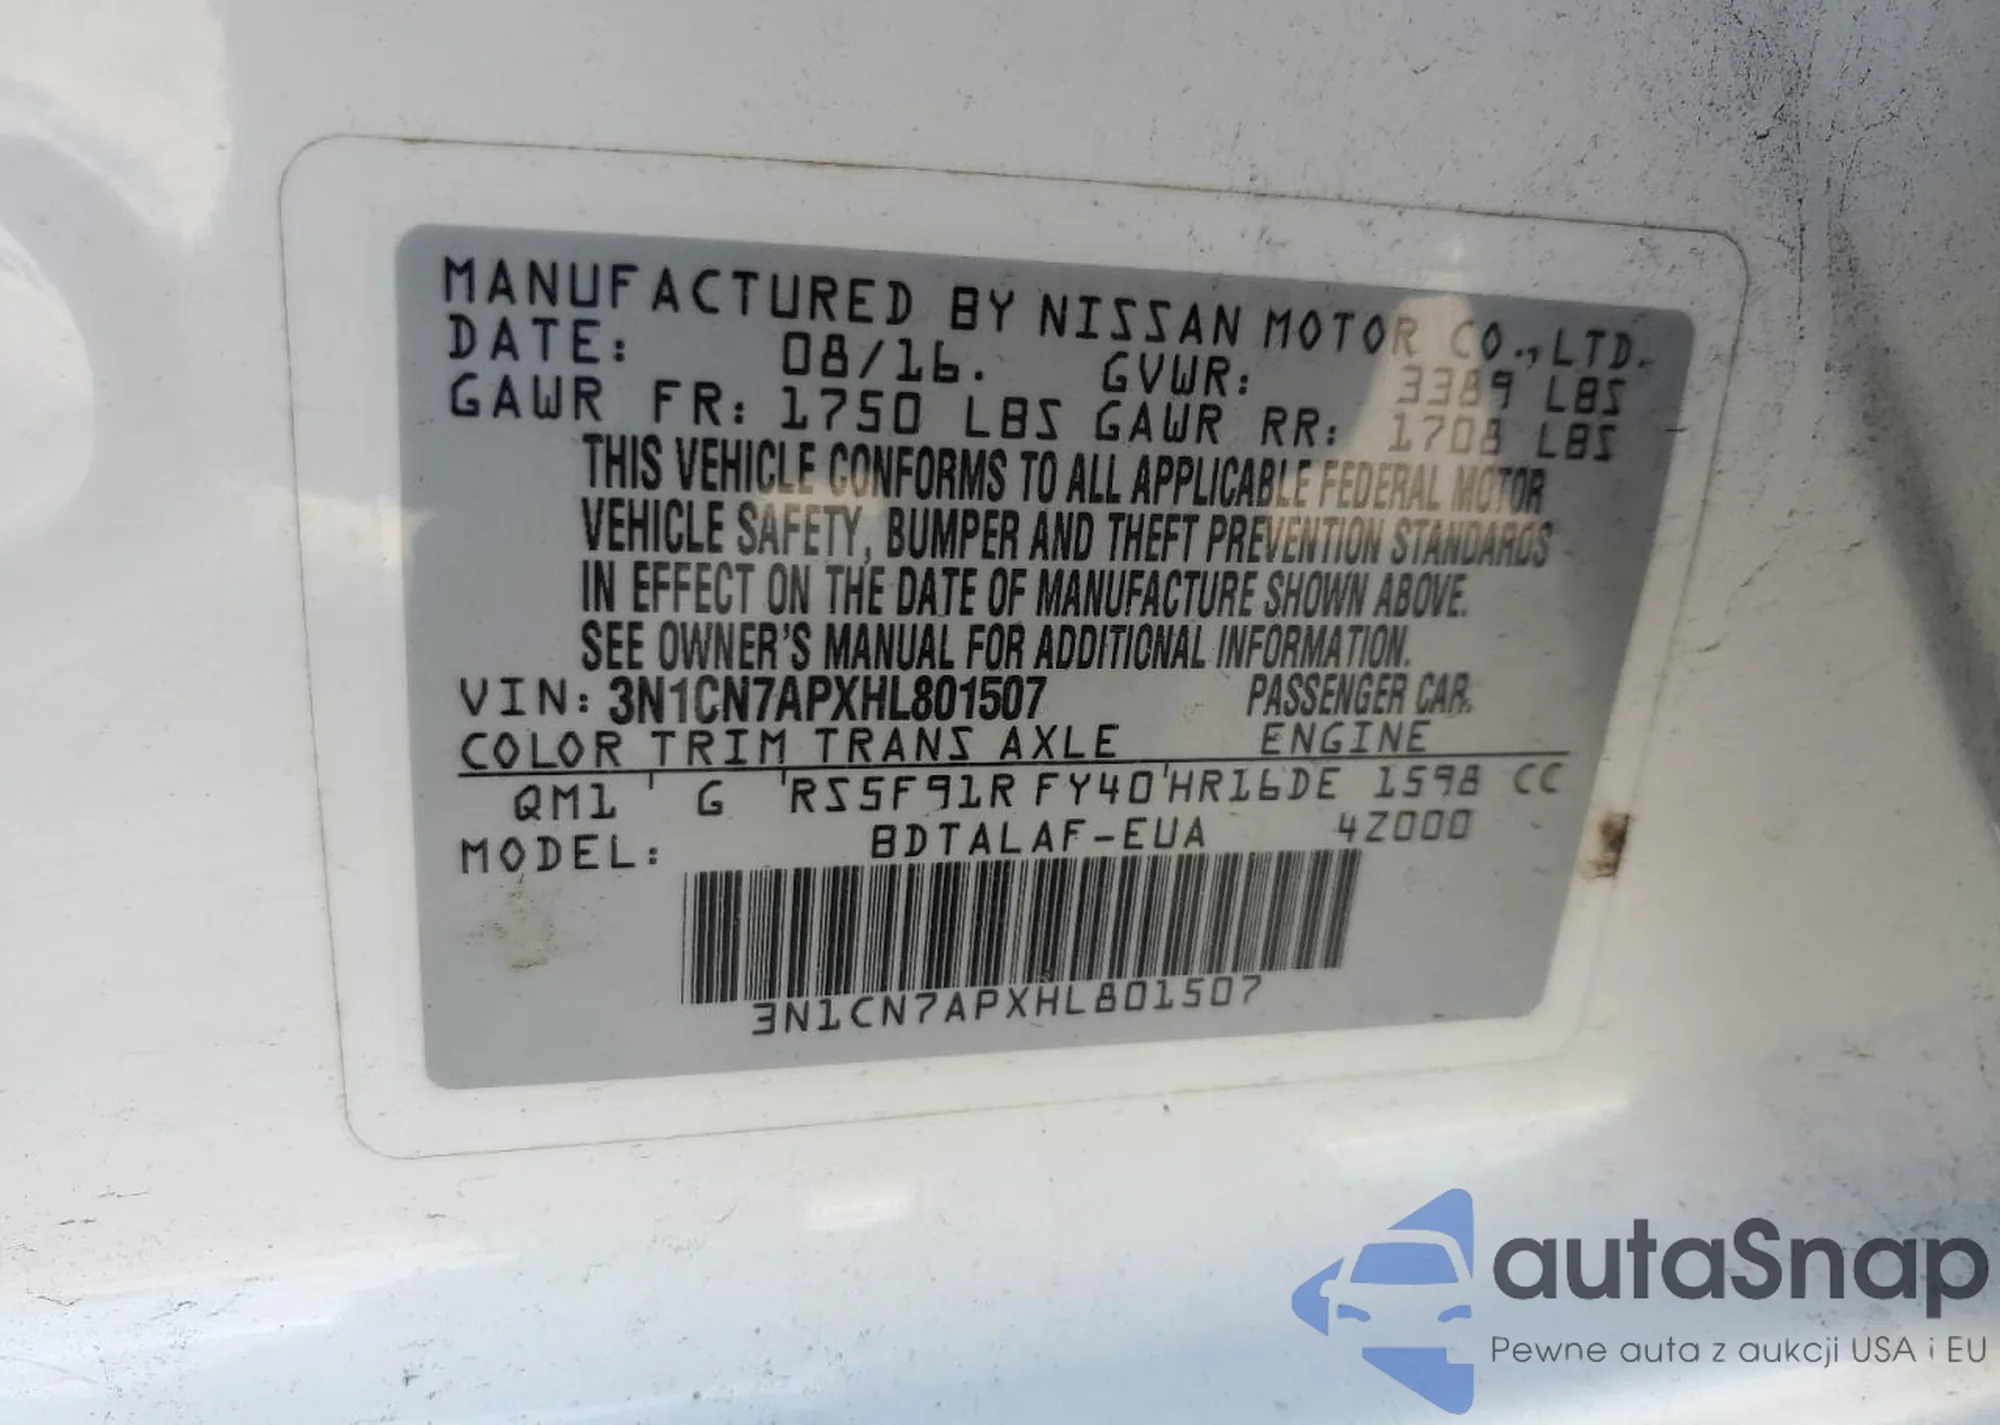 MANUFACTURED BY NISSAN MOTOR CO., LTD.
DATE: 08/16. GVWR: 3389 LBS
GAWR FR: 1750 LBS GAWR RR: 1708 LBS
THIS VEHICLE CONFORMS TO ALL APPLICABLE FEDERAL MOTOR
VEHICLE SAFETY, BUMPER AND THEFT PREVENTION STANDARDS
IN EFFECT ON THE DATE OF MANUFACTURE SHOWN ABOVE.
SEE OWNER'S MANUAL FOR ADDITIONAL INFORMATION.
VIN: 3N1CN7APXHL801507 PASSENGER CAR.
COLOR TRIM TRANS AXLE ENGINE
QM1 ' G 'RS5F91R FY40'HR16DE 1598 CC
MODEL: BDTALAF-EUA 4Z000
3N1CN7APXHL801507
autaSnap
Pewne auta z aukcji USA i EU